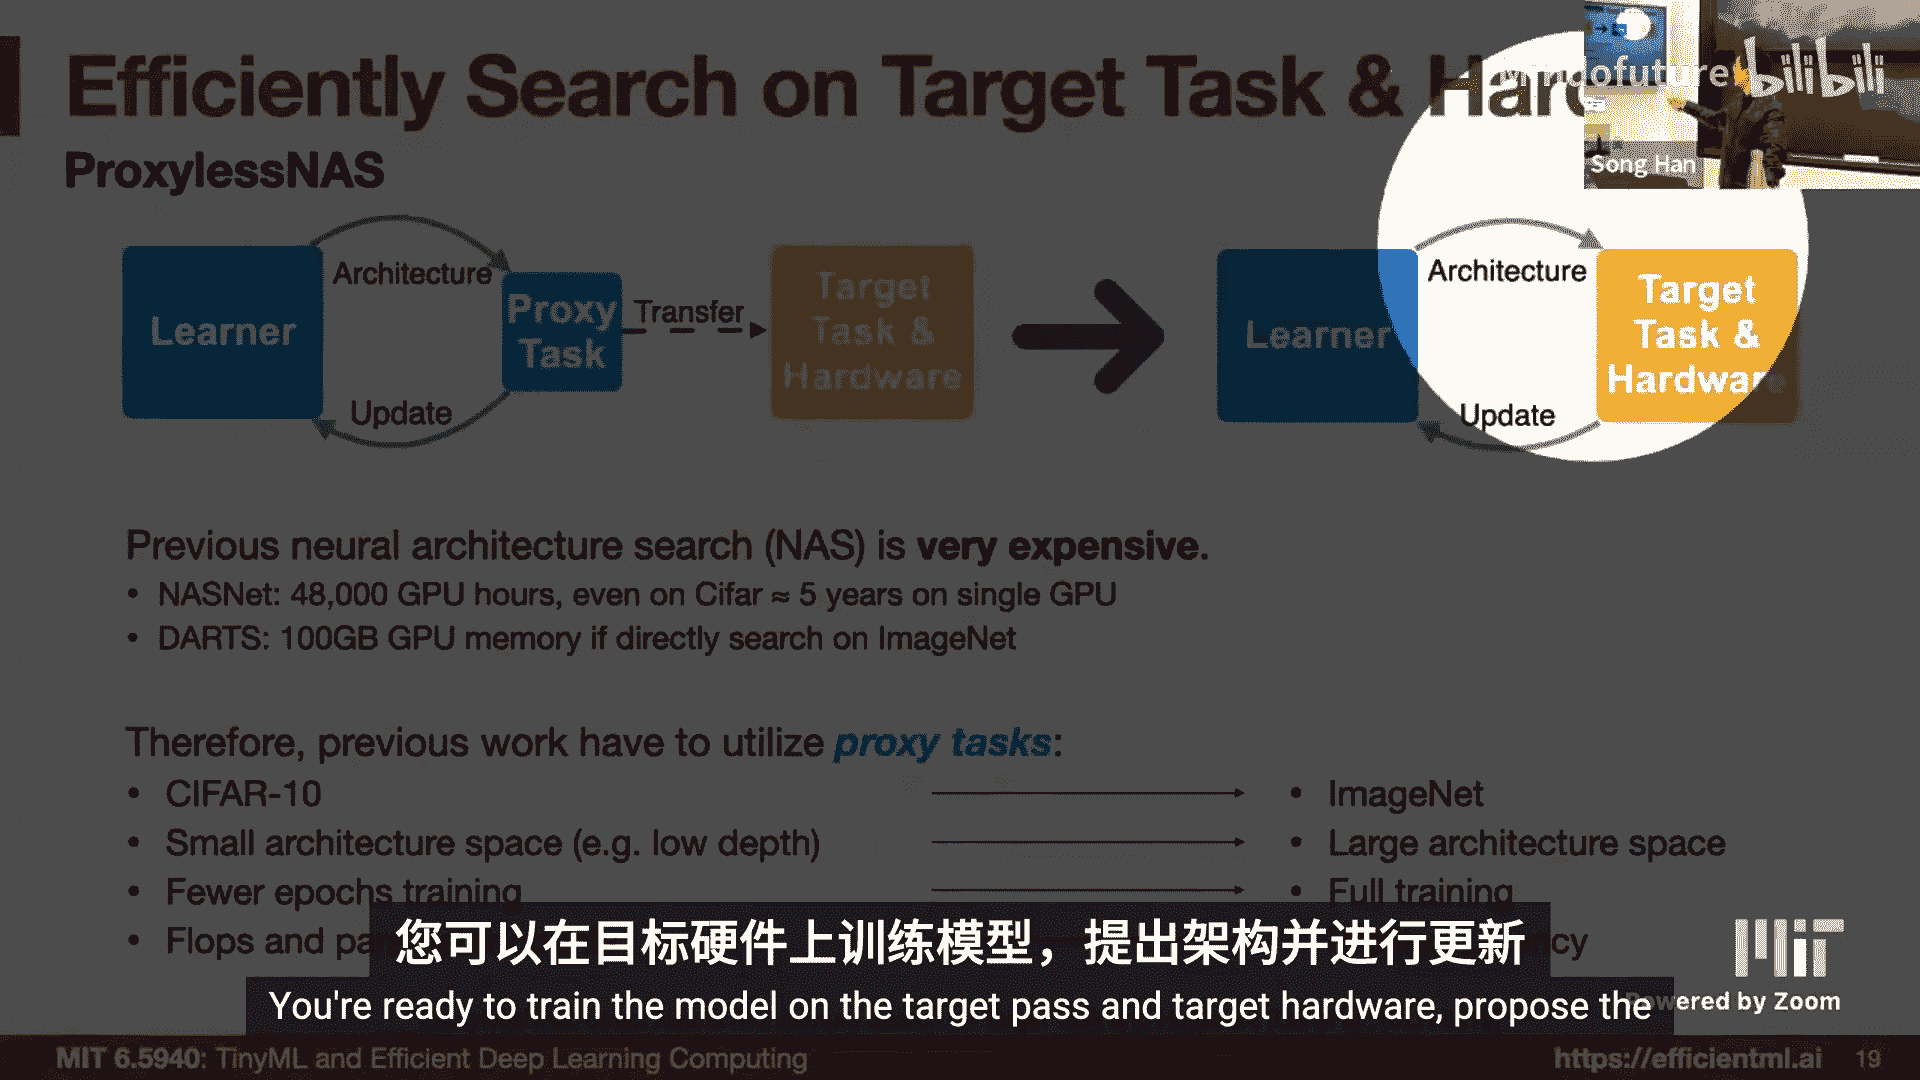 Efficiently Search on Target Task & Hard
ofuture
bilibili
Song Han
ProxylessNAS
Learner
Architecture
Update
Proxy
Task
Transfer
Target
Task &
Hardware
Learner
Architecture
Update
Target
Task &
Hardware
Previous neural architecture search (NAS) is very expensive.
• NASNet: 48,000 GPU hours, even on Cifar ≈ 5 years on single GPU
• DARTS: 100GB GPU memory if directly search on ImageNet
Therefore, previous work have to utilize proxy tasks:
• CIFAR-10
• ImageNet
• Small architecture space (e.g. low depth)
• Large architecture space
• Fewer epochs training
• Full training
• Flops and pa
cy
您可以在目标硬件上训练模型，提出架构并进行更新
You're ready to train the model on the target pass and target hardware, propose the
MIT
Powered by Zoom
MIT 6.5940: TinyML and Efficient Deep Learning Computing
https://efficientml.ai
19